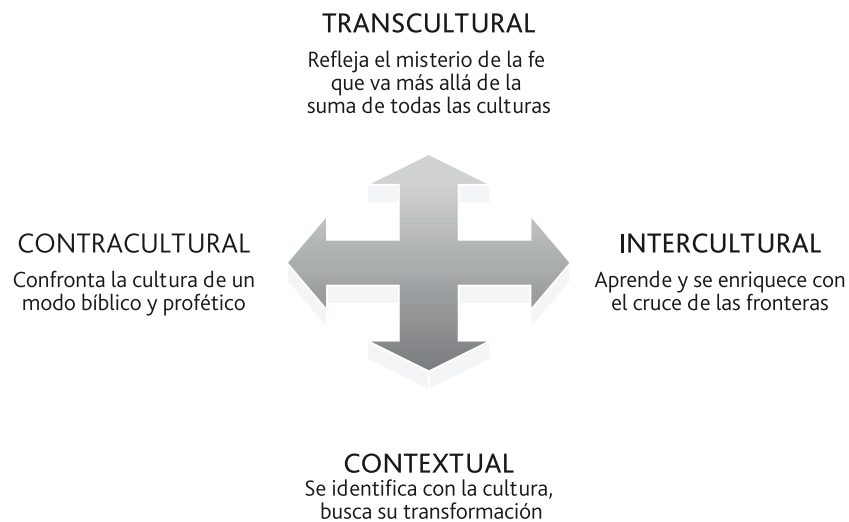 TRANSCULTURAL
Refleja el misterio de la fe
que va más allá de la
suma de todas las culturas
CONTRACULTURAL
Confronta la cultura de un
modo bíblico y profético
INTERCULTURAL
Aprende y se enriquece con
el cruce de las fronteras
CONTEXTUAL
Se identifica con la cultura,
busca su transformación